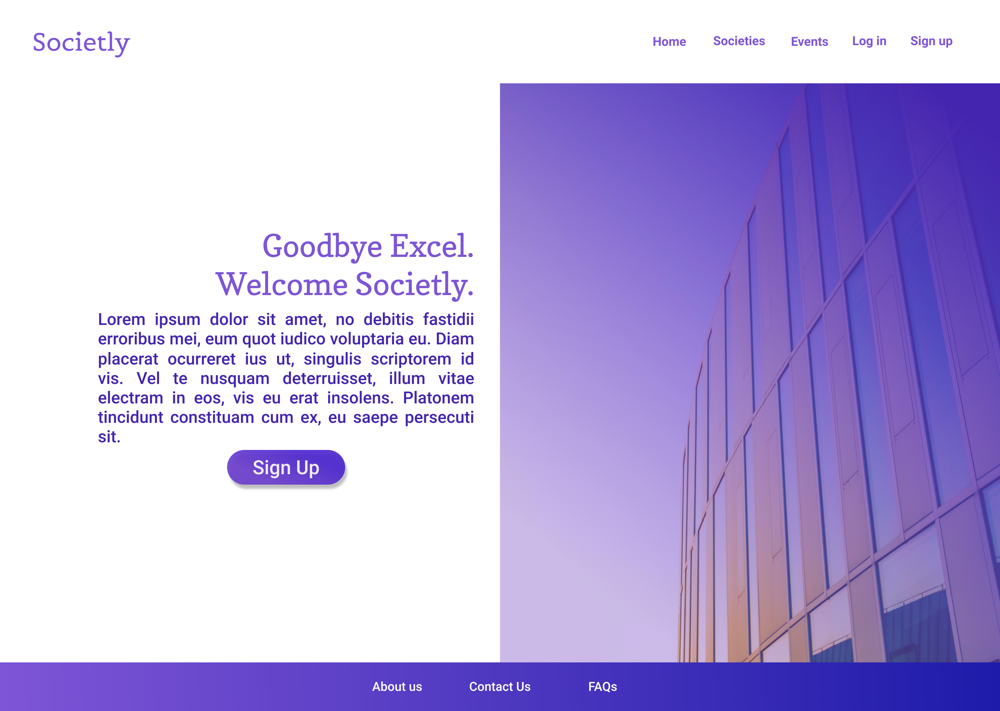 Societly
Home Societies Events Log in Sign up
Goodbye Excel.
Welcome Societly.
Lorem ipsum dolor sit amet, no debitis fastidii
erroribus mei, eum quot iudico voluptaria eu. Diam
placerat ocurreret ius ut, singulis scriptorem id
vis. Vel te nusquam deterruisset, illum vitae
electram in eos, vis eu erat insolens. Platonem
tincidunt constituam cum ex, eu saepe persecuti
sit.
Sign Up
About us Contact Us FAQs